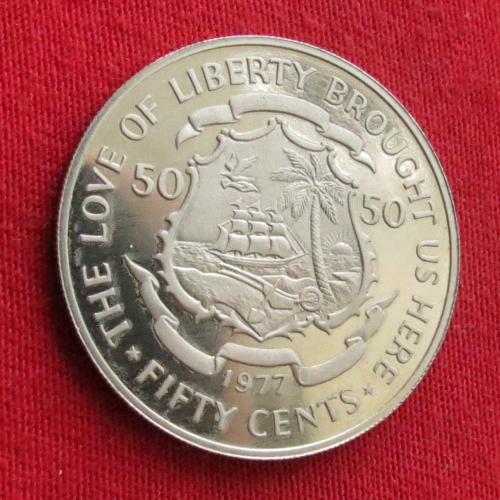 THE LOVE OF LIBERTY BROUGHT US HERE
50 50
1977
★ FIFTY CENTS ★